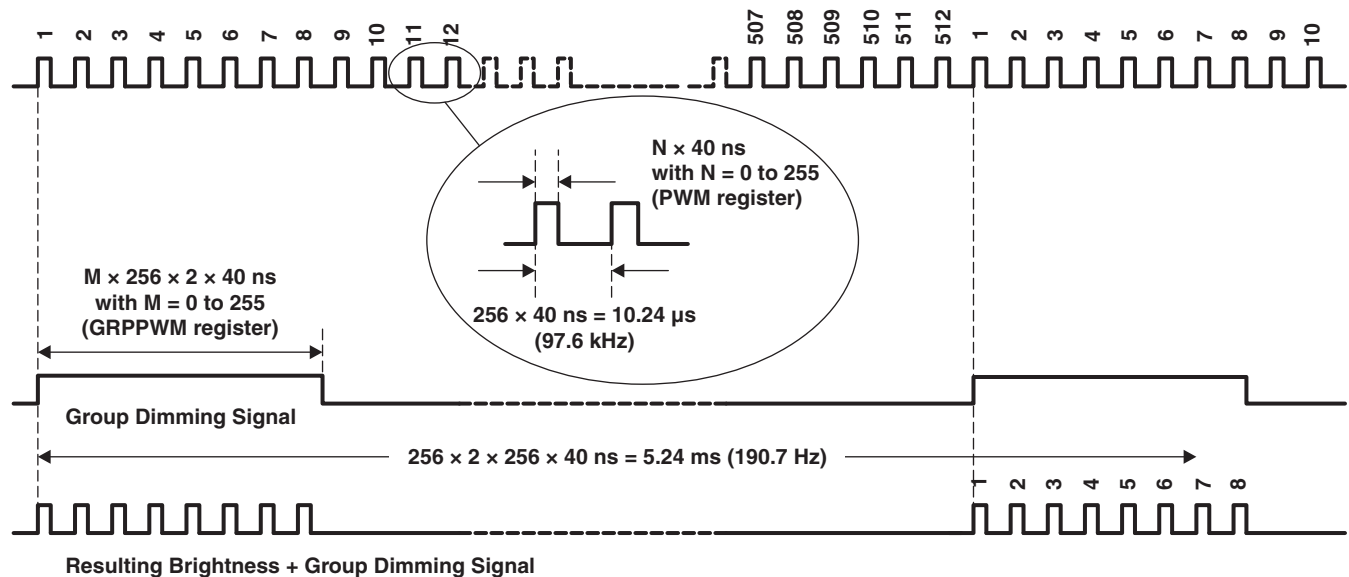 1 2 3 4 5 6 7 8 9 10 11 12 507 508 509 510 511 512 1 2 3 4 5 6 7 8 9 10
N × 40 ns
with N = 0 to 255
(PWM register)
M × 256 × 2 × 40 ns
with M = 0 to 255
(GRPPWM register)
256 × 40 ns = 10.24 µs
(97.6 kHz)
Group Dimming Signal
256 × 2 × 256 × 40 ns = 5.24 ms (190.7 Hz)
1 2 3 4 5 6 7 8
Resulting Brightness + Group Dimming Signal